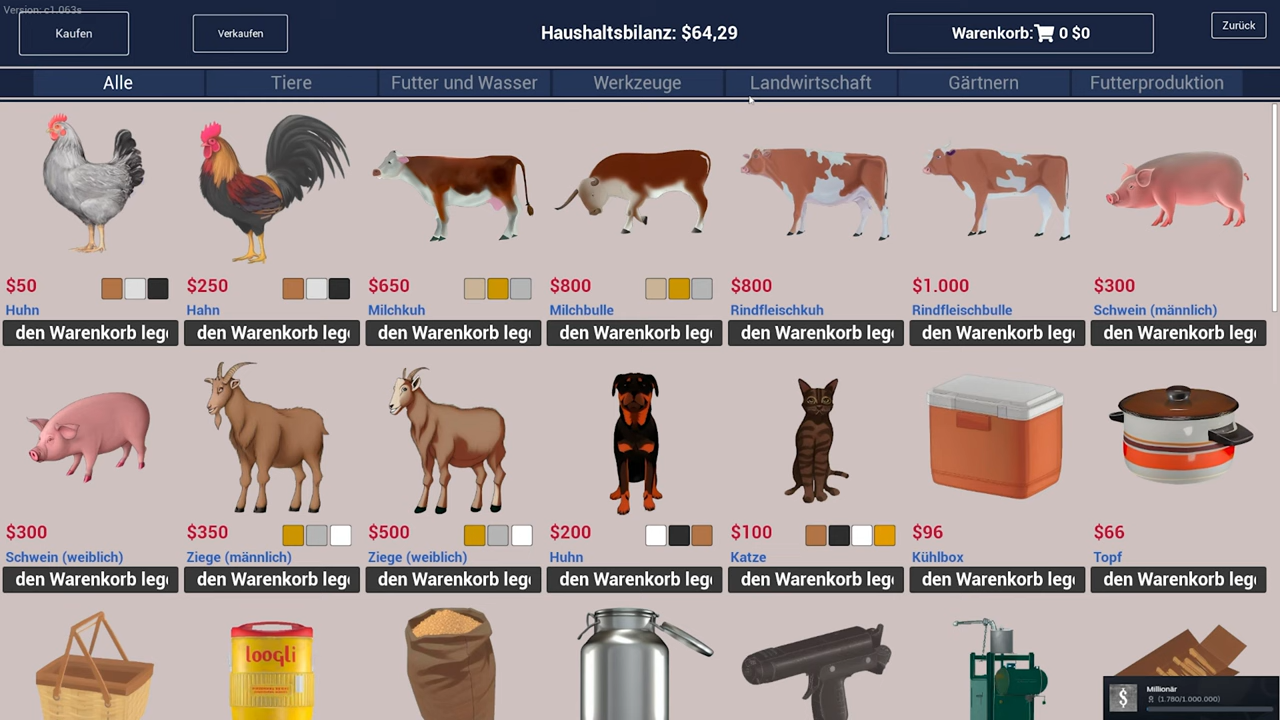 Version: c1.063s
Kaufen
Verkaufen
Haushaltsbilanz: $64,29
Warenkorb: 0 $0
Zurück
Alle
Tiere
Futter und Wasser
Werkzeuge
Landwirtschaft
Gärtnern
Futterproduktion
$50
Huhn
den Warenkorb leg
$250
Hahn
den Warenkorb leg
$650
Milchkuh
den Warenkorb leg
$800
Milchbulle
den Warenkorb leg
$800
Rindfleischkuh
den Warenkorb leg
$1.000
Rindfleischbulle
den Warenkorb leg
$300
Schwein (männlich)
den Warenkorb leg
$300
Schwein (weiblich)
den Warenkorb leg
$350
Ziege (männlich)
den Warenkorb leg
$500
Ziege (weiblich)
den Warenkorb leg
$200
Huhn
den Warenkorb leg
$100
Katze
den Warenkorb leg
$96
Kühlbox
den Warenkorb leg
$66
Topf
den Warenkorb leg
loogli
$
Millionär
(1.780/1.000.000)